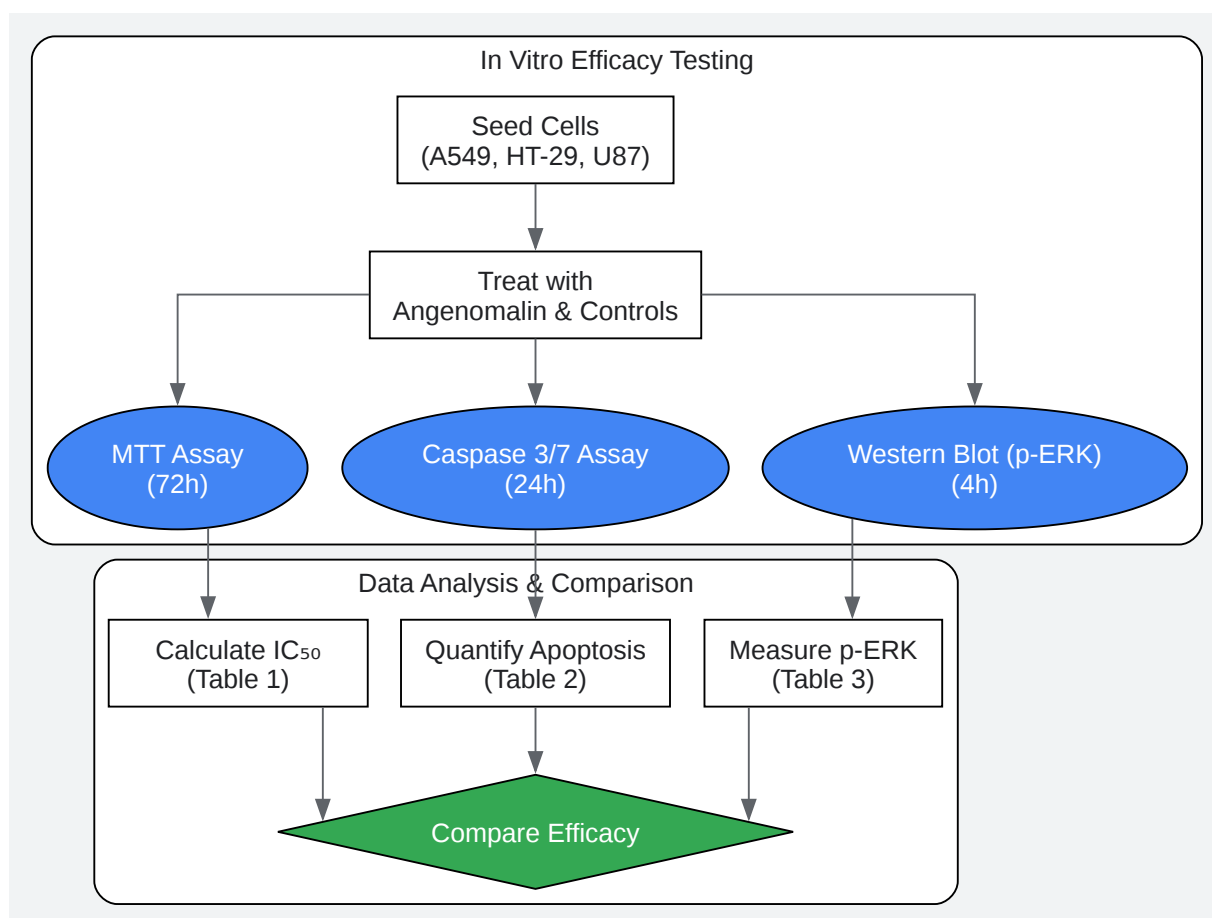 In Vitro Efficacy Testing
Seed Cells
(A549, HT-29, U87)
Treat with
Angenomalin & Controls
MTT Assay
(72h)
Caspase 3/7 Assay
(24h)
Western Blot (p-ERK)
(4h)
Data Analysis & Comparison
Calculate IC₅₀
(Table 1)
Quantify Apoptosis
(Table 2)
Measure p-ERK
(Table 3)
Compare Efficacy